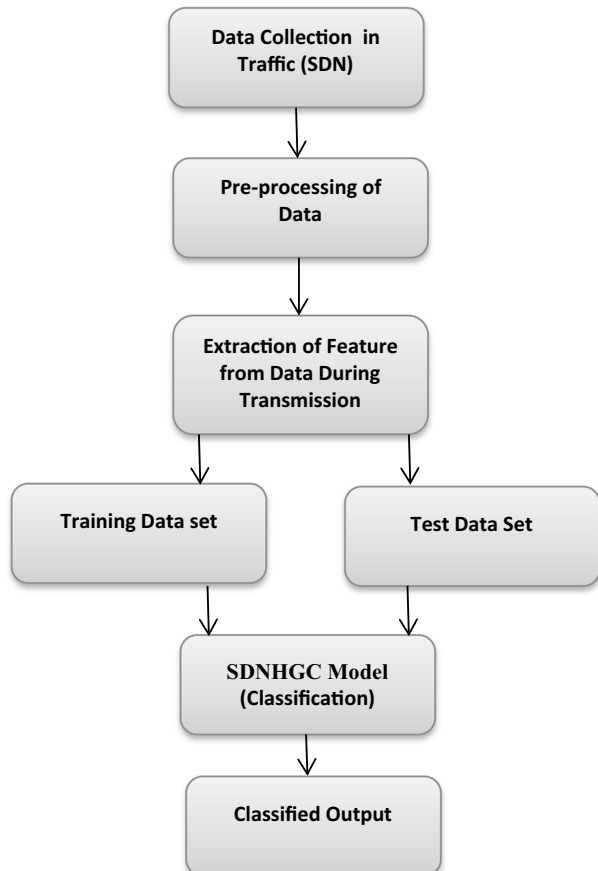 Data Collection in
Traffic (SDN)
Pre-processing of
Data
Extraction of Feature
from Data During
Transmission
Training Data set
Test Data Set
SDNHGC Model
(Classification)
Classified Output